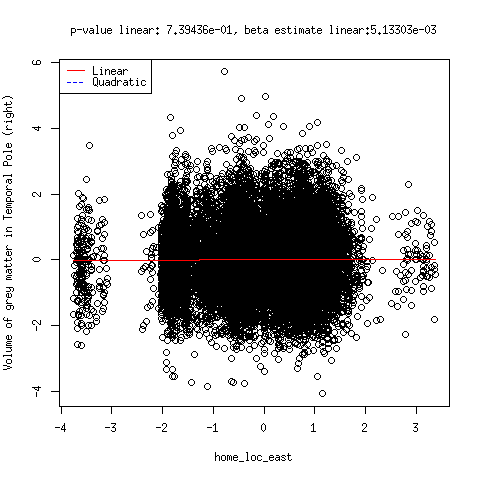 p-value linear: 7.39436e-01, beta estimate linear:5.13303e-03
Linear
Quadratic
Volume of grey matter in Temporal Pole (right)
6
4
2
0
-2
-4
-4 -3 -2 -1 0 1 2 3
home_loc_east